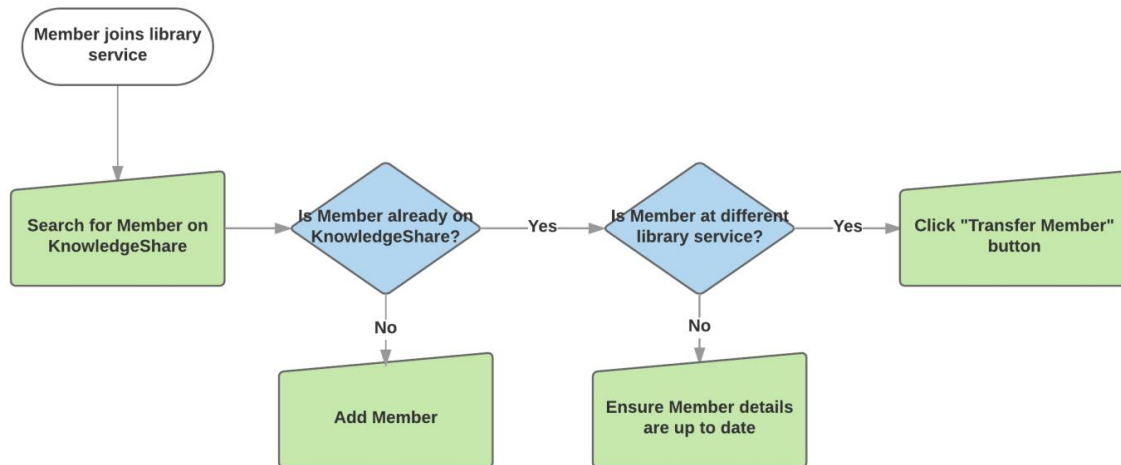 Member joins library
service
Search for Member on
KnowledgeShare
Is Member already on
KnowledgeShare?
Yes
Is Member at different
library service?
Yes
Click "Transfer Member"
button
No
No
Add Member
Ensure Member details
are up to date